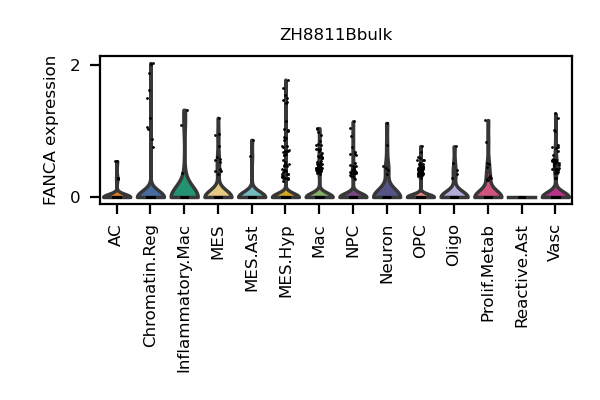 ZH8811Bbulk
FANCA expression
2
0
AC
Chromatin.Reg
Inflammatory.Mac
MES
MES.Ast
MES.Hyp
Mac
NPC
Neuron
OPC
Oligo
Prolif.Metab
Reactive.Ast
Vasc